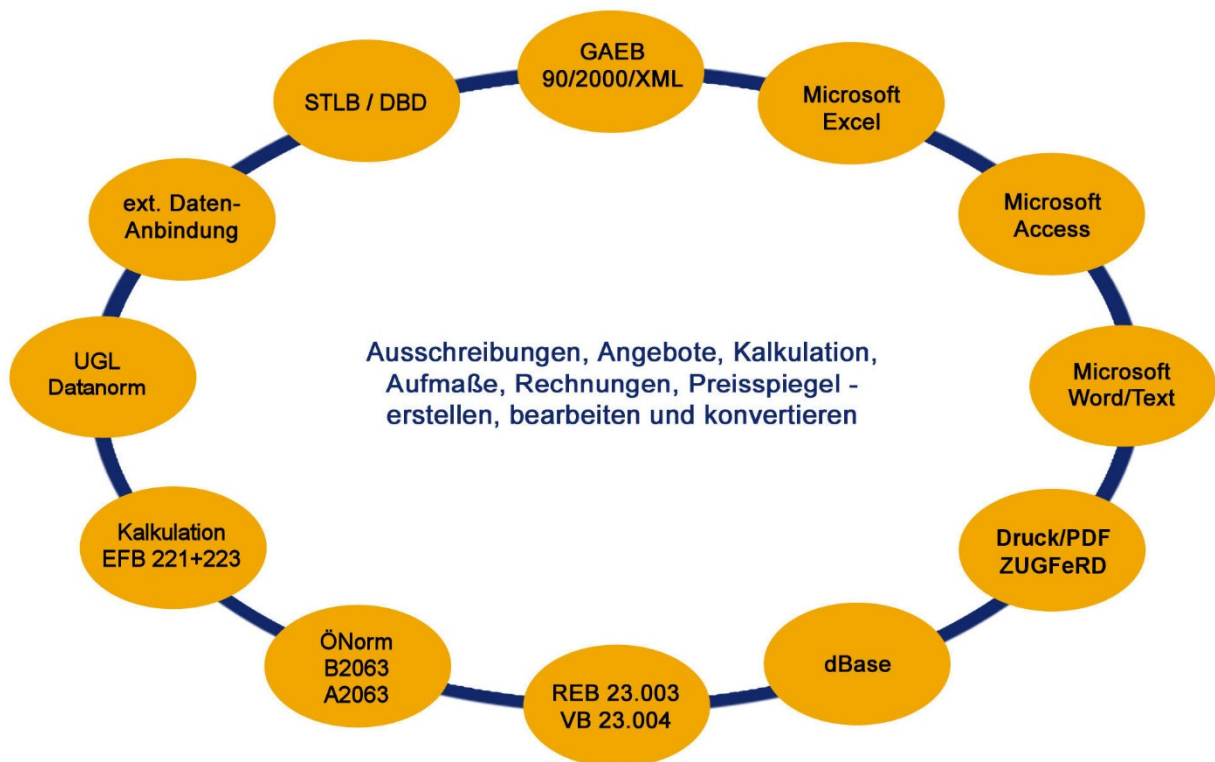 GAEB
90/2000/XML
Microsoft
Excel
Microsoft
Access
Microsoft
Word/Text
Druck/PDF
ZUGFeRD
dBase
REB 23.003
VB 23.004
ÖNorm
B2063
A2063
Kalkulation
EFB 221+223
UGL
Datanorm
ext. Daten-
Anbindung
STLB / DBD
Ausschreibungen, Angebote, Kalkulation,
Aufmaße, Rechnungen, Preisspiegel -
erstellen, bearbeiten und konvertieren